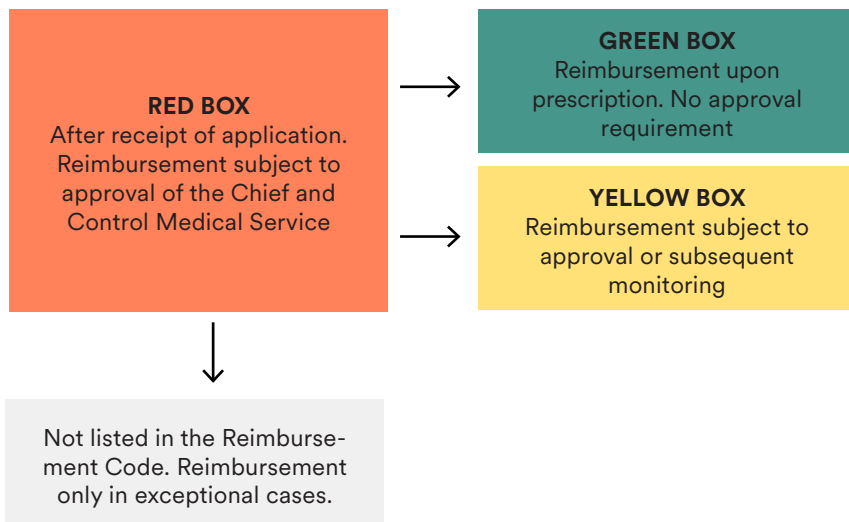 RED BOX
After receipt of application.
Reimbursement subject to
approval of the Chief and
Control Medical Service
GREEN BOX
Reimbursement upon
prescription. No approval
requirement
YELLOW BOX
Reimbursement subject to
approval or subsequent
monitoring
Not listed in the Reimburse-
ment Code. Reimbursement
only in exceptional cases.